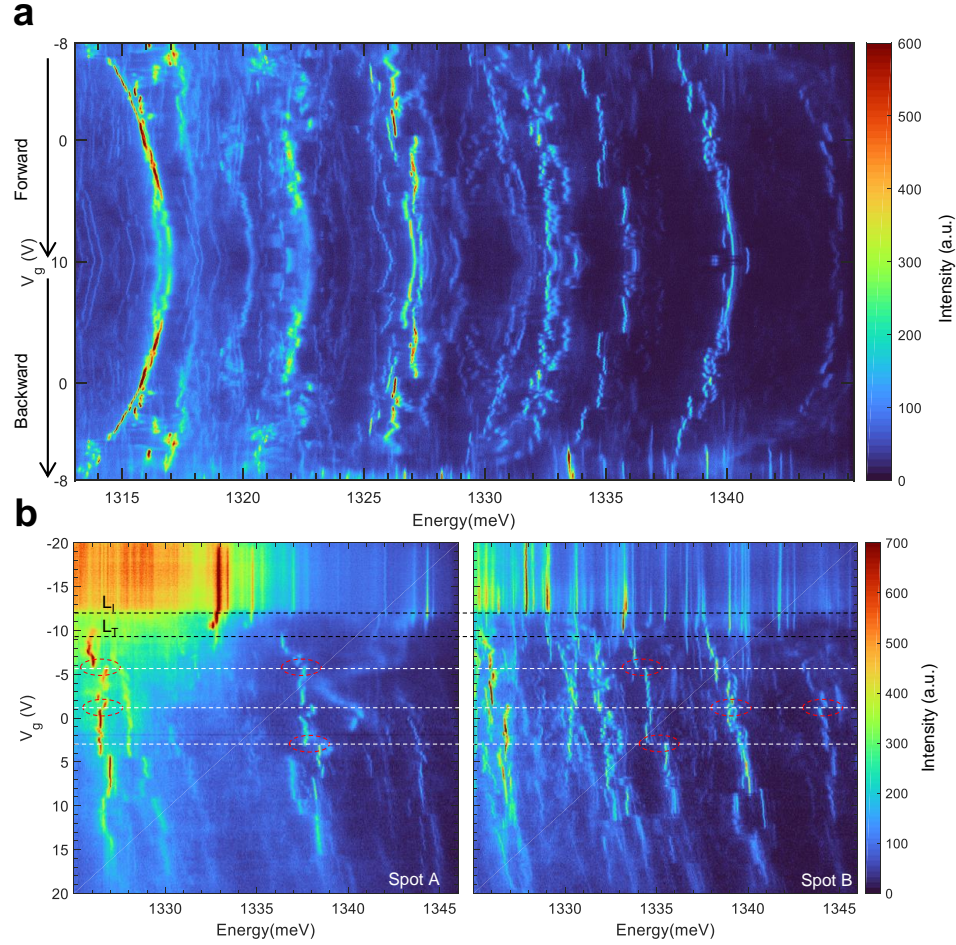 a
-8
0
10
0
-8
Forward
Backward
V_g (V)
1315
1320
1325
1330
1335
1340
Energy(meV)
600
500
400
300
200
100
0
Intensity (a.u.)
b
-20
-15
-10
-5
0
5
10
15
20
V_g (V)
L_I
L_T
Spot A
1330
1335
1340
1345
Energy(meV)
Spot B
1330
1335
1340
1345
Energy(meV)
700
600
500
400
300
200
100
0
Intensity (a.u.)